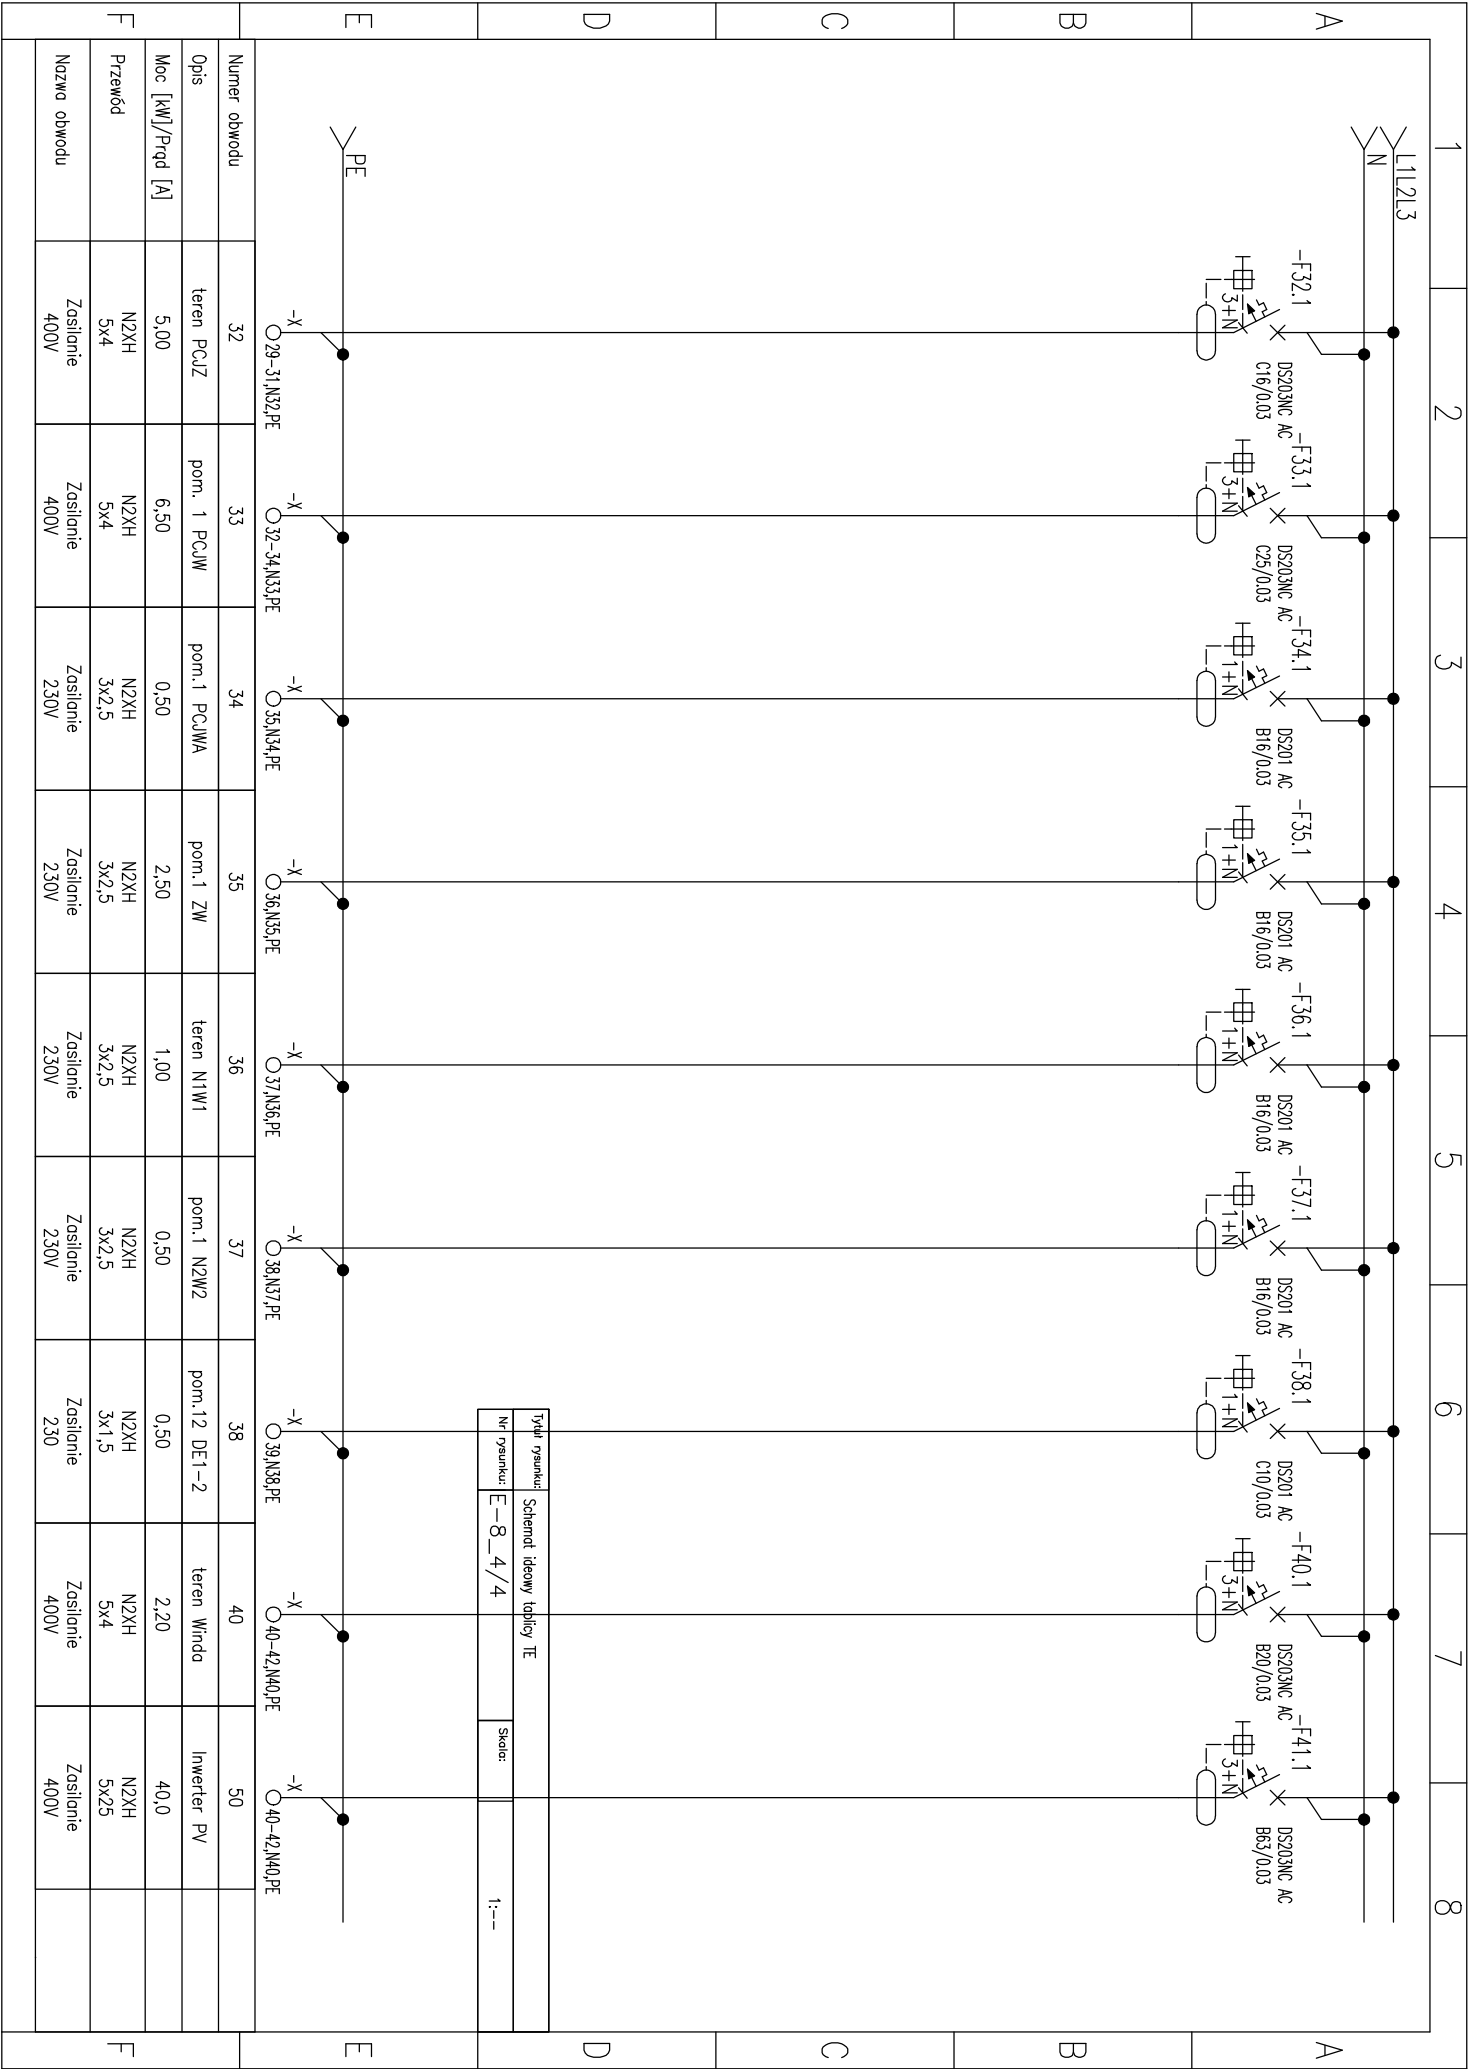 1 2 3 4 5 6 7 8
A
L1L2L3
N
-F32.1
3+N
DS203NC AC
C16/0.03
-F33.1
3+N
DS203NC AC
C25/0.03
-F34.1
1+N
DS201 AC
B16/0.03
-F35.1
1+N
DS201 AC
B16/0.03
-F36.1
1+N
DS201 AC
B16/0.03
-F37.1
1+N
DS201 AC
B16/0.03
-F38.1
1+N
DS201 AC
C10/0.03
-F40.1
3+N
DS203NC AC
B20/0.03
-F41.1
3+N
DS203NC AC
B63/0.03
A
B B
C C
D D
Tytuł rysunku: Schemat ideowy tablicy TE
Nr rysunku: E-8_4/4 Skala: 1:--
E E
PE
-X -X -X -X -X -X -X -X -X
29-31,N32,PE 32-34,N33,PE 35,N34,PE 36,N35,PE 37,N36,PE 38,N37,PE 39,N38,PE 40-42,N40,PE 40-42,N40,PE
Numer obwodu 32 33 34 35 36 37 38 40 50
Opis teren PCJZ pom. 1 PCJW pom.1 PCJWA pom.1 ZW teren N1W1 pom.1 N2W2 pom.12 DE1-2 teren Winda Inwerter PV
Moc [kW]/Prąd [A] 5,00 6,50 0,50 2,50 1,00 0,50 0,50 2,20 40,0
Przewód N2XH N2XH N2XH N2XH N2XH N2XH N2XH N2XH N2XH
5x4 5x4 3x2,5 3x2,5 3x2,5 3x2,5 3x1,5 5x4 5x25
Nazwa obwodu Zasilanie Zasilanie Zasilanie Zasilanie Zasilanie Zasilanie Zasilanie Zasilanie Zasilanie
400V 400V 230V 230V 230V 230V 230 400V 400V
F F